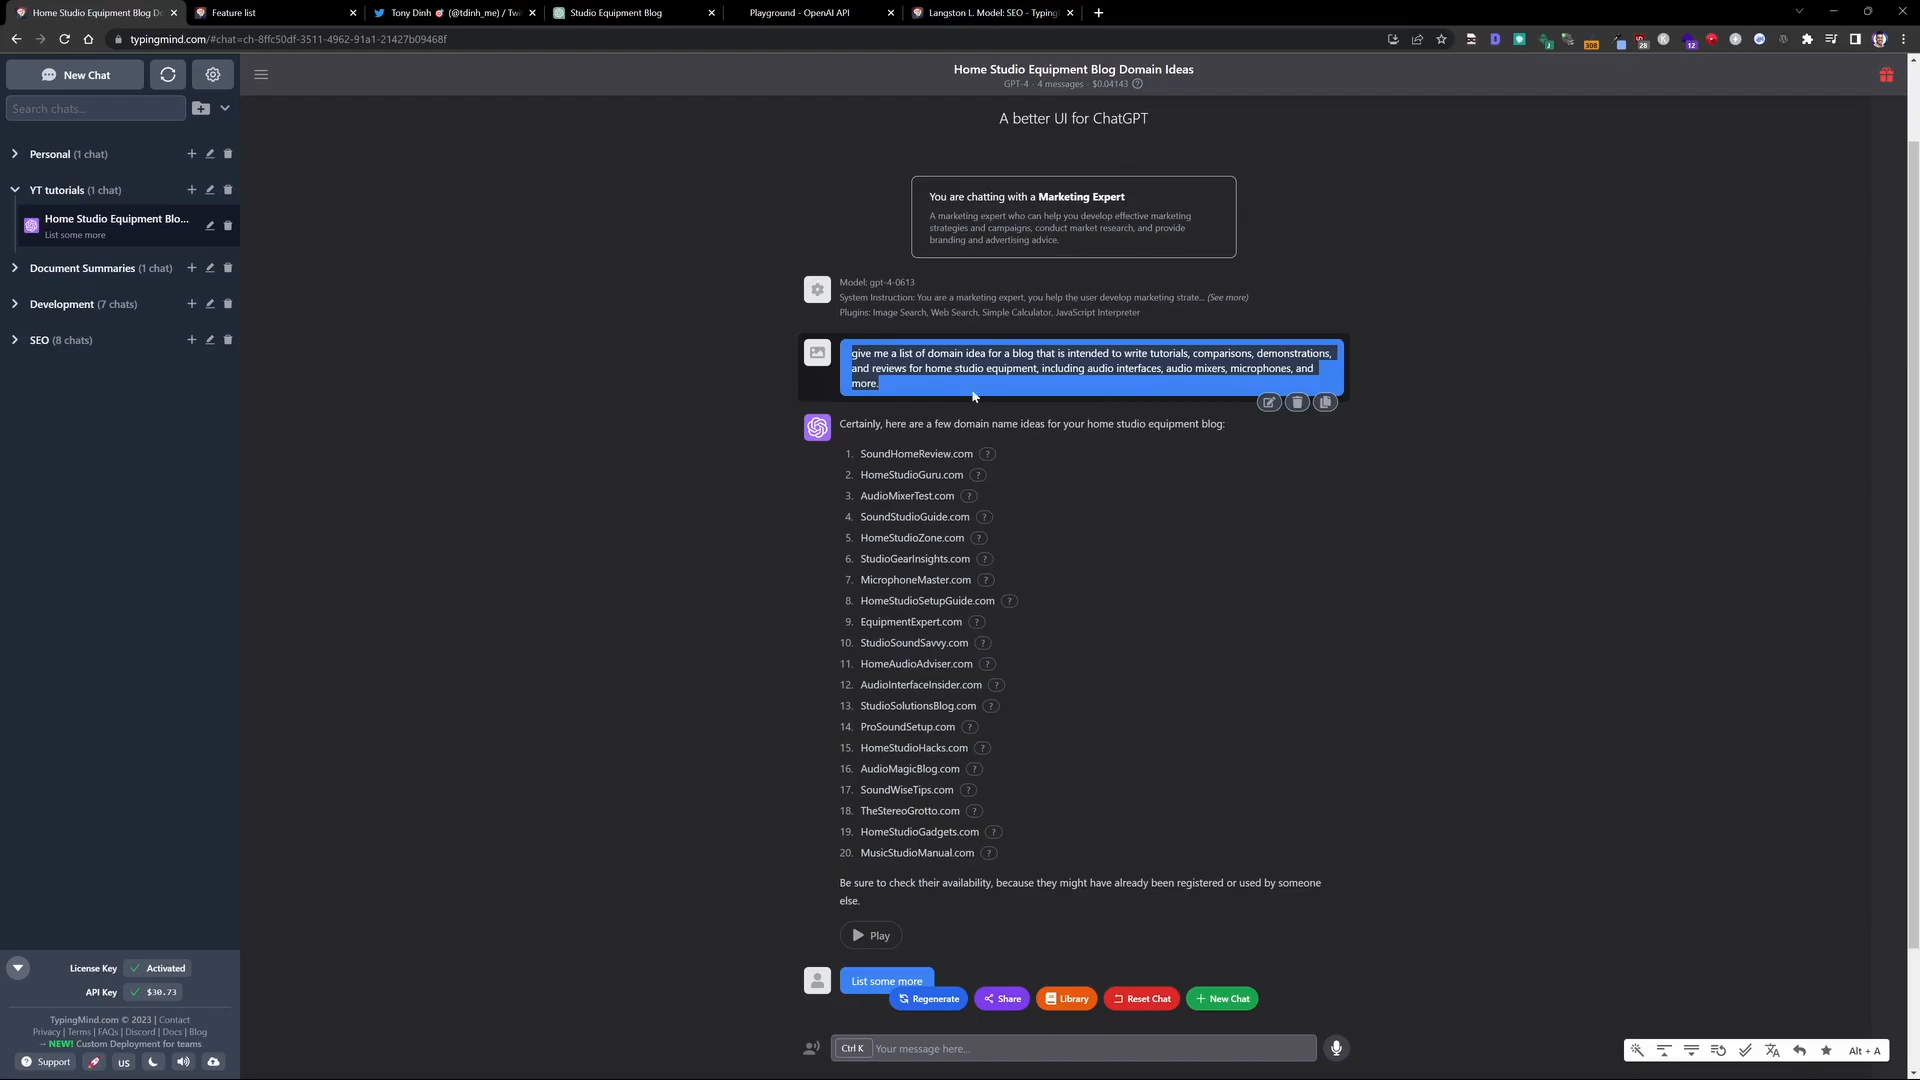 Home Studio Equipment Blog D
Feature list
Tony Dinh (@tdinh_me) / Twi
Studio Equipment Blog
Playground - OpenAI API
Langston L. Model: SEO - Typing
typingmind.com/#chat=ch-8ffc50df-3511-4962-91a1-21427b09468f
308
28
12
New Chat
Search chats...
Personal (1 chat)
YT tutorials (1 chat)
Home Studio Equipment Blo...
List some more
Document Summaries (1 chat)
Development (7 chats)
SEO (8 chats)
Home Studio Equipment Blog Domain Ideas
GPT-4 · 4 messages · $0.04143
A better UI for ChatGPT
You are chatting with a Marketing Expert
A marketing expert who can help you develop effective marketing
strategies and campaigns, conduct market research, and provide
branding and advertising advice.
Model: gpt-4-0613
System Instruction: You are a marketing expert, you help the user develop marketing strate... (See more)
Plugins: Image Search, Web Search, Simple Calculator, JavaScript Interpreter
give me a list of domain idea for a blog that is intended to write tutorials, comparisons, demonstrations,
and reviews for home studio equipment, including audio interfaces, audio mixers, microphones, and
more.
Certainly, here are a few domain name ideas for your home studio equipment blog:
1. SoundHomeReview.com ?
2. HomeStudioGuru.com ?
3. AudioMixerTest.com ?
4. SoundStudioGuide.com ?
5. HomeStudioZone.com ?
6. StudioGearInsights.com ?
7. MicrophoneMaster.com ?
8. HomeStudioSetupGuide.com ?
9. EquipmentExpert.com ?
10. StudioSoundSavvy.com ?
11. HomeAudioAdviser.com ?
12. AudioInterfaceInsider.com ?
13. StudioSolutionsBlog.com ?
14. ProSoundSetup.com ?
15. HomeStudioHacks.com ?
16. AudioMagicBlog.com ?
17. SoundWiseTips.com ?
18. TheStereoGrotto.com ?
19. HomeStudioGadgets.com ?
20. MusicStudioManual.com ?
Be sure to check their availability, because they might have already been registered or used by someone
else.
Play
List some more
Regenerate
Share
Library
Reset Chat
New Chat
Ctrl K
Your message here...
License Key
Activated
API Key
$30.73
TypingMind.com © 2023 | Contact
Privacy | Terms | FAQs | Discord | Docs | Blog
→ NEW! Custom Deployment for teams
Support
US
Alt + A